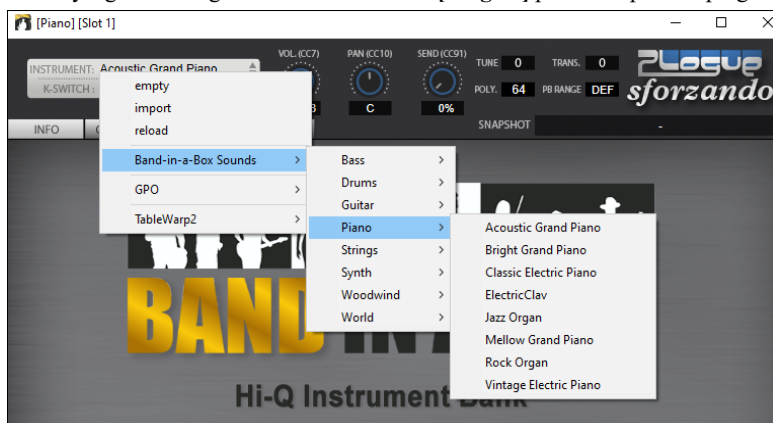 [Piano] [Slot 1]
INSTRUMENT: Acoustic Grand Piano
K-SWITCH :
VOL. (CC7)
PAN (CC10)
SEND (CC91)
C
0%
TUNE 0 TRANS. 0
POLY. 64 PB RANGE DEF
SNAPSHOT -
PLOGUE
sforzando
INFO
empty
import
reload
Band-in-a-Box Sounds >
GPO >
TableWarp2 >
Bass >
Drums >
Guitar >
Piano >
Strings >
Synth >
Woodwind >
World >
Acoustic Grand Piano
Bright Grand Piano
Classic Electric Piano
ElectricClav
Jazz Organ
Mellow Grand Piano
Rock Organ
Vintage Electric Piano
BAND IN A
Hi-Q Instrument Bank